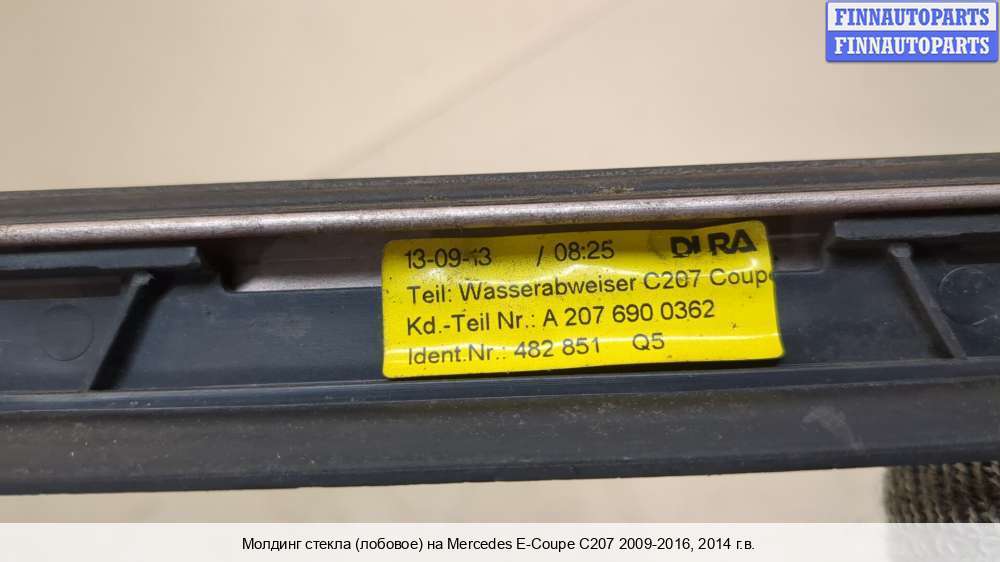 FINNAUTOPARTS
FINNAUTOPARTS
13-09-13 / 08:25 DURA
Teil: Wasserabweiser C207 Coupe
Kd.-Teil Nr.: A 207 690 0362
Ident.Nr.: 482 851 Q5
Молдинг стекла (лобовое) на Mercedes E-Coupe C207 2009-2016, 2014 г.в.